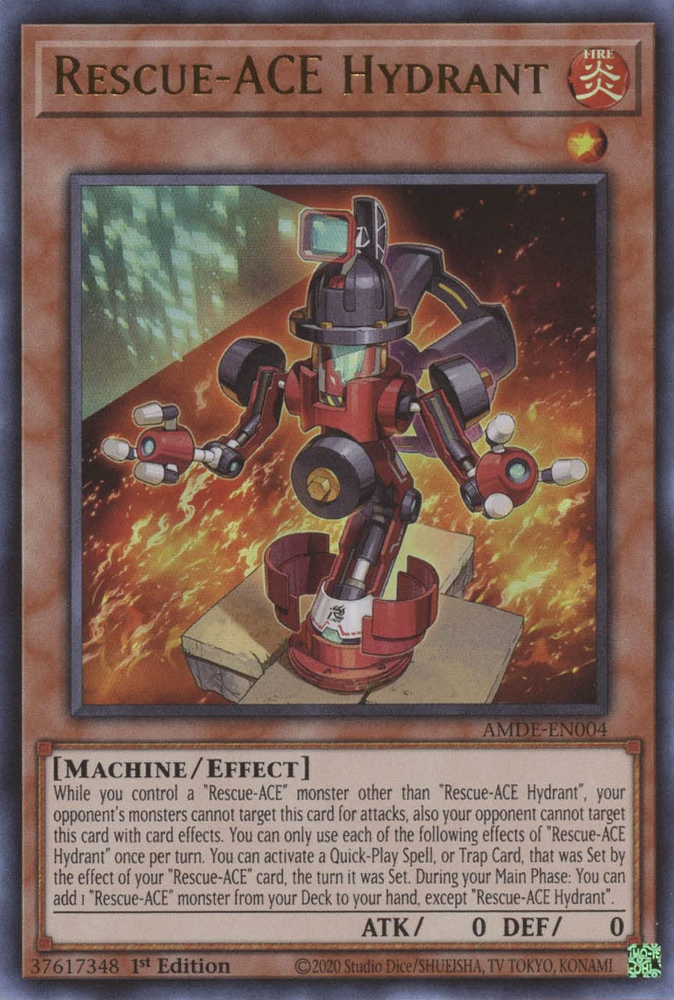 Rescue-ACE Hydrant
FIRE
炎
AMDE-EN004
[Machine/Effect]
While you control a "Rescue-ACE" monster other than "Rescue-ACE Hydrant", your
opponent's monsters cannot target this card for attacks, also your opponent cannot target
this card with card effects. You can only use each of the following effects of "Rescue-ACE
Hydrant" once per turn. You can activate a Quick-Play Spell, or Trap Card, that was Set by
the effect of your "Rescue-ACE" card, the turn it was Set. During your Main Phase: You can
add 1 "Rescue-ACE" monster from your Deck to your hand, except "Rescue-ACE Hydrant".
ATK/ 0 DEF/ 0
37617348 1st Edition ©2020 Studio Dice/SHUEISHA, TV TOKYO, KONAMI